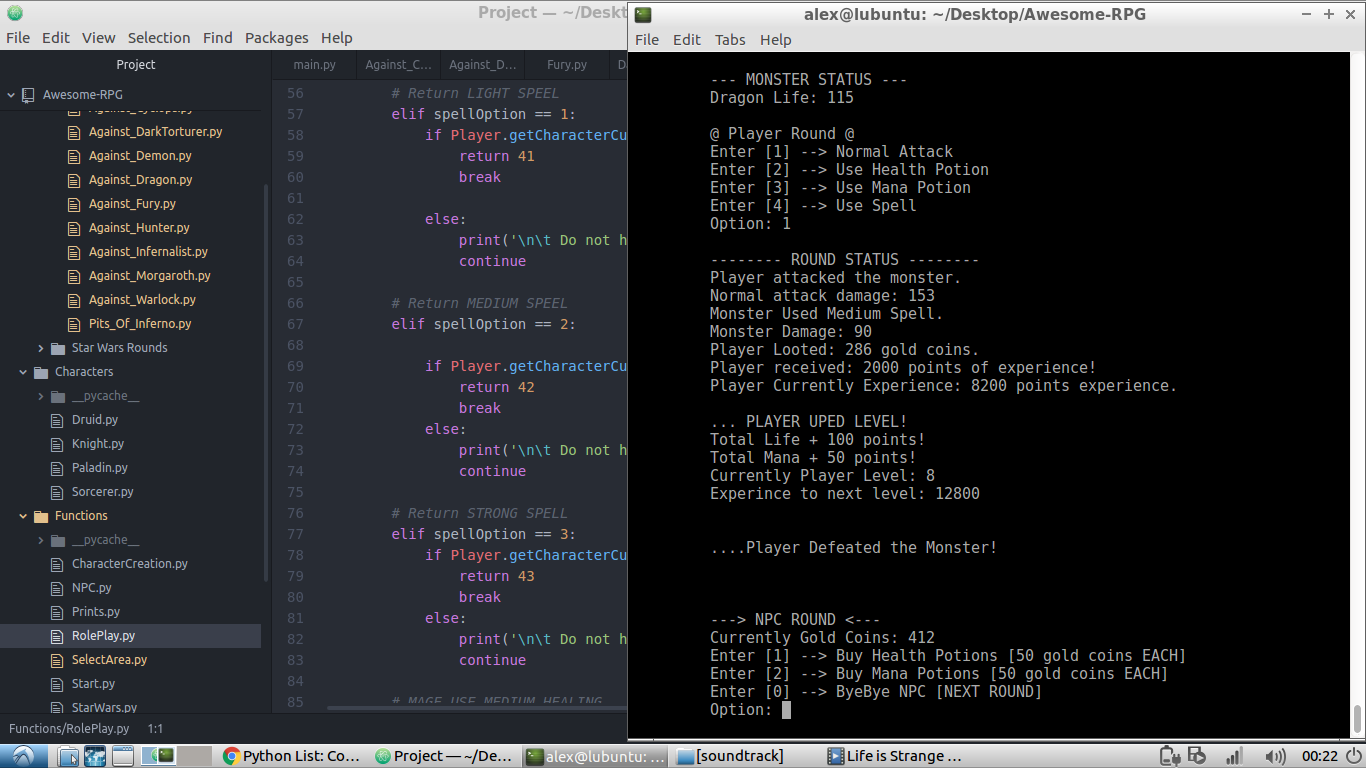 Project — ~/Deskt
File Edit View Selection Find Packages Help
Project
Awesome-RPG
Against_DarkTorturer.py
Against_Demon.py
Against_Dragon.py
Against_Fury.py
Against_Hunter.py
Against_Infernalist.py
Against_Morgaroth.py
Against_Warlock.py
Pits_Of_Inferno.py
Star Wars Rounds
Characters
__pycache__
Druid.py
Knight.py
Paladin.py
Sorcerer.py
Functions
__pycache__
CharacterCreation.py
NPC.py
Prints.py
RolePlay.py
SelectArea.py
Start.py
StarWars.py
Functions/RolePlay.py 1:1
main.py Against_C... Against_D... Fury.py D
56 # Return LIGHT SPEEL
57 elif spellOption == 1:
58 if Player.getCharacterCu
59 return 41
60 break
61
62 else:
63 print('\n\t Do not h
64 continue
65
66 # Return MEDIUM SPEEL
67 elif spellOption == 2:
68
69 if Player.getCharacterCu
70 return 42
71 break
72 else:
73 print('\n\t Do not h
74 continue
75
76 # Return STRONG SPELL
77 elif spellOption == 3:
78 if Player.getCharacterCu
79 return 43
80 break
81 else:
82 print('\n\t Do not h
83 continue
84
85 # MAGE USE MEDIUM HEALING
alex@lubuntu: ~/Desktop/Awesome-RPG
File Edit Tabs Help
--- MONSTER STATUS ---
Dragon Life: 115
@ Player Round @
Enter [1] --> Normal Attack
Enter [2] --> Use Health Potion
Enter [3] --> Use Mana Potion
Enter [4] --> Use Spell
Option: 1
-------- ROUND STATUS --------
Player attacked the monster.
Normal attack damage: 153
Monster Used Medium Spell.
Monster Damage: 90
Player Looted: 286 gold coins.
Player received: 2000 points of experience!
Player Currently Experience: 8200 points experience.
... PLAYER UPED LEVEL!
Total Life + 100 points!
Total Mana + 50 points!
Currently Player Level: 8
Experince to next level: 12800
....Player Defeated the Monster!
---> NPC ROUND <---
Currently Gold Coins: 412
Enter [1] --> Buy Health Potions [50 gold coins EACH]
Enter [2] --> Buy Mana Potions [50 gold coins EACH]
Enter [0] --> ByeBye NPC [NEXT ROUND]
Option:
Python List: Co... Project — ~/De... alex@lubuntu: ... [soundtrack] Life is Strange ... 00:22